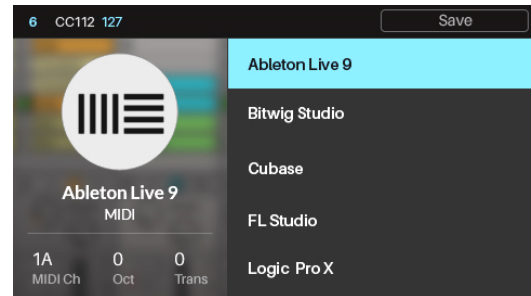 6 CC112 127
Save
Ableton Live 9
MIDI
1A 0 0
MIDI Ch Oct Trans
Ableton Live 9
Bitwig Studio
Cubase
FL Studio
Logic Pro X